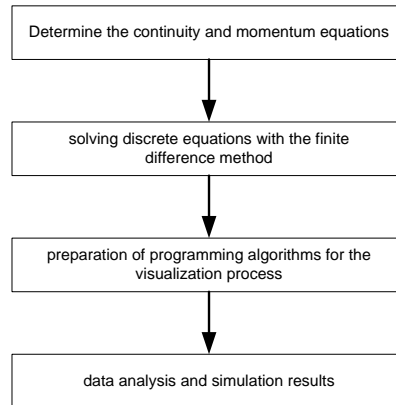 Determine the continuity and momentum equations
solving discrete equations with the finite
difference method
preparation of programming algorithms for the
visualization process
data analysis and simulation results